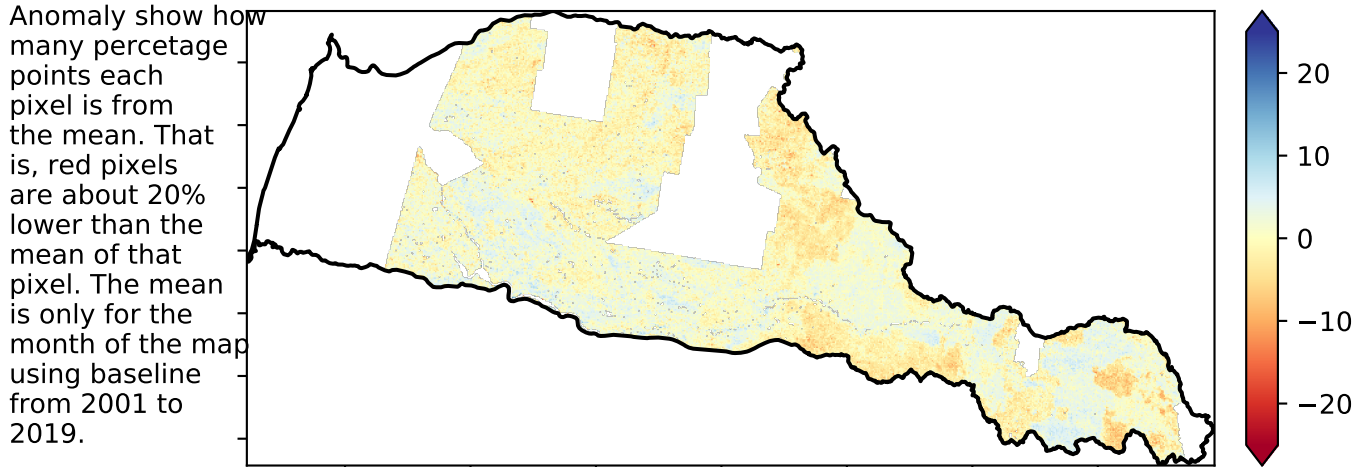 Anomaly show how
many percetage
points each
pixel is from
the mean. That
is, red pixels
are about 20%
lower than the
mean of that
pixel. The mean
is only for the
month of the map
using baseline
from 2001 to
2019.
20
10
0
−10
−20